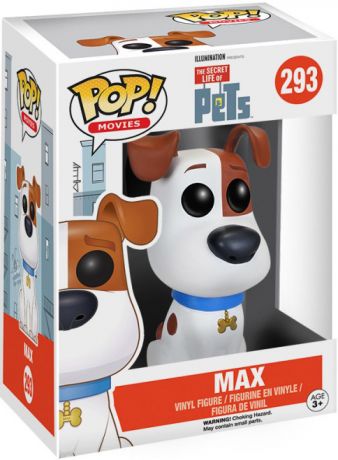 ILLUMINATION PRESENTS
THE SECRET
LIFE OF
PETS
293
POP!
MOVIES
MAX
VINYL FIGURE / FIGURINE EN VINYLE /
FIGURA DE VINIL
WARNING: CHOKING HAZARD.
May contain small parts.
AGE
3+
MAX
293